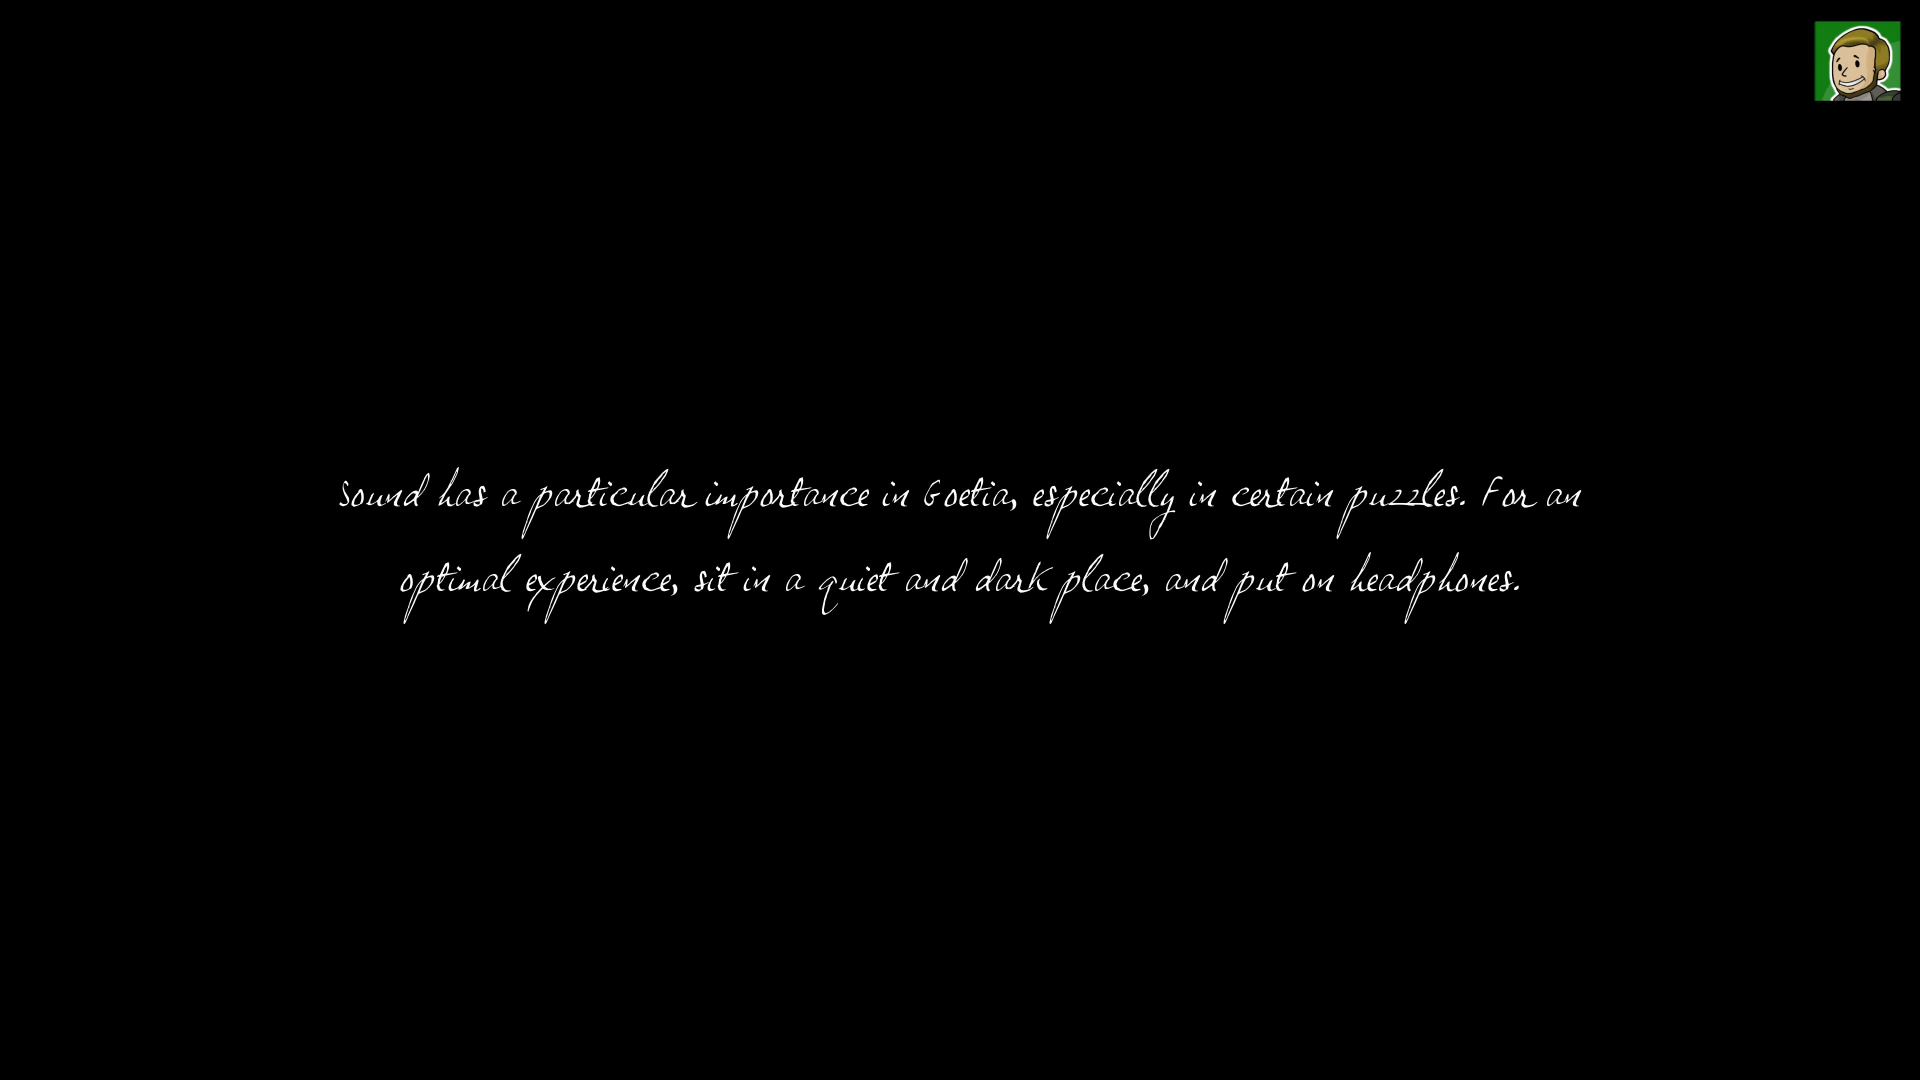 Sound has a particular importance in Goetia, especially in certain puzzles. For an
optimal experience, sit in a quiet and dark place, and put on headphones.